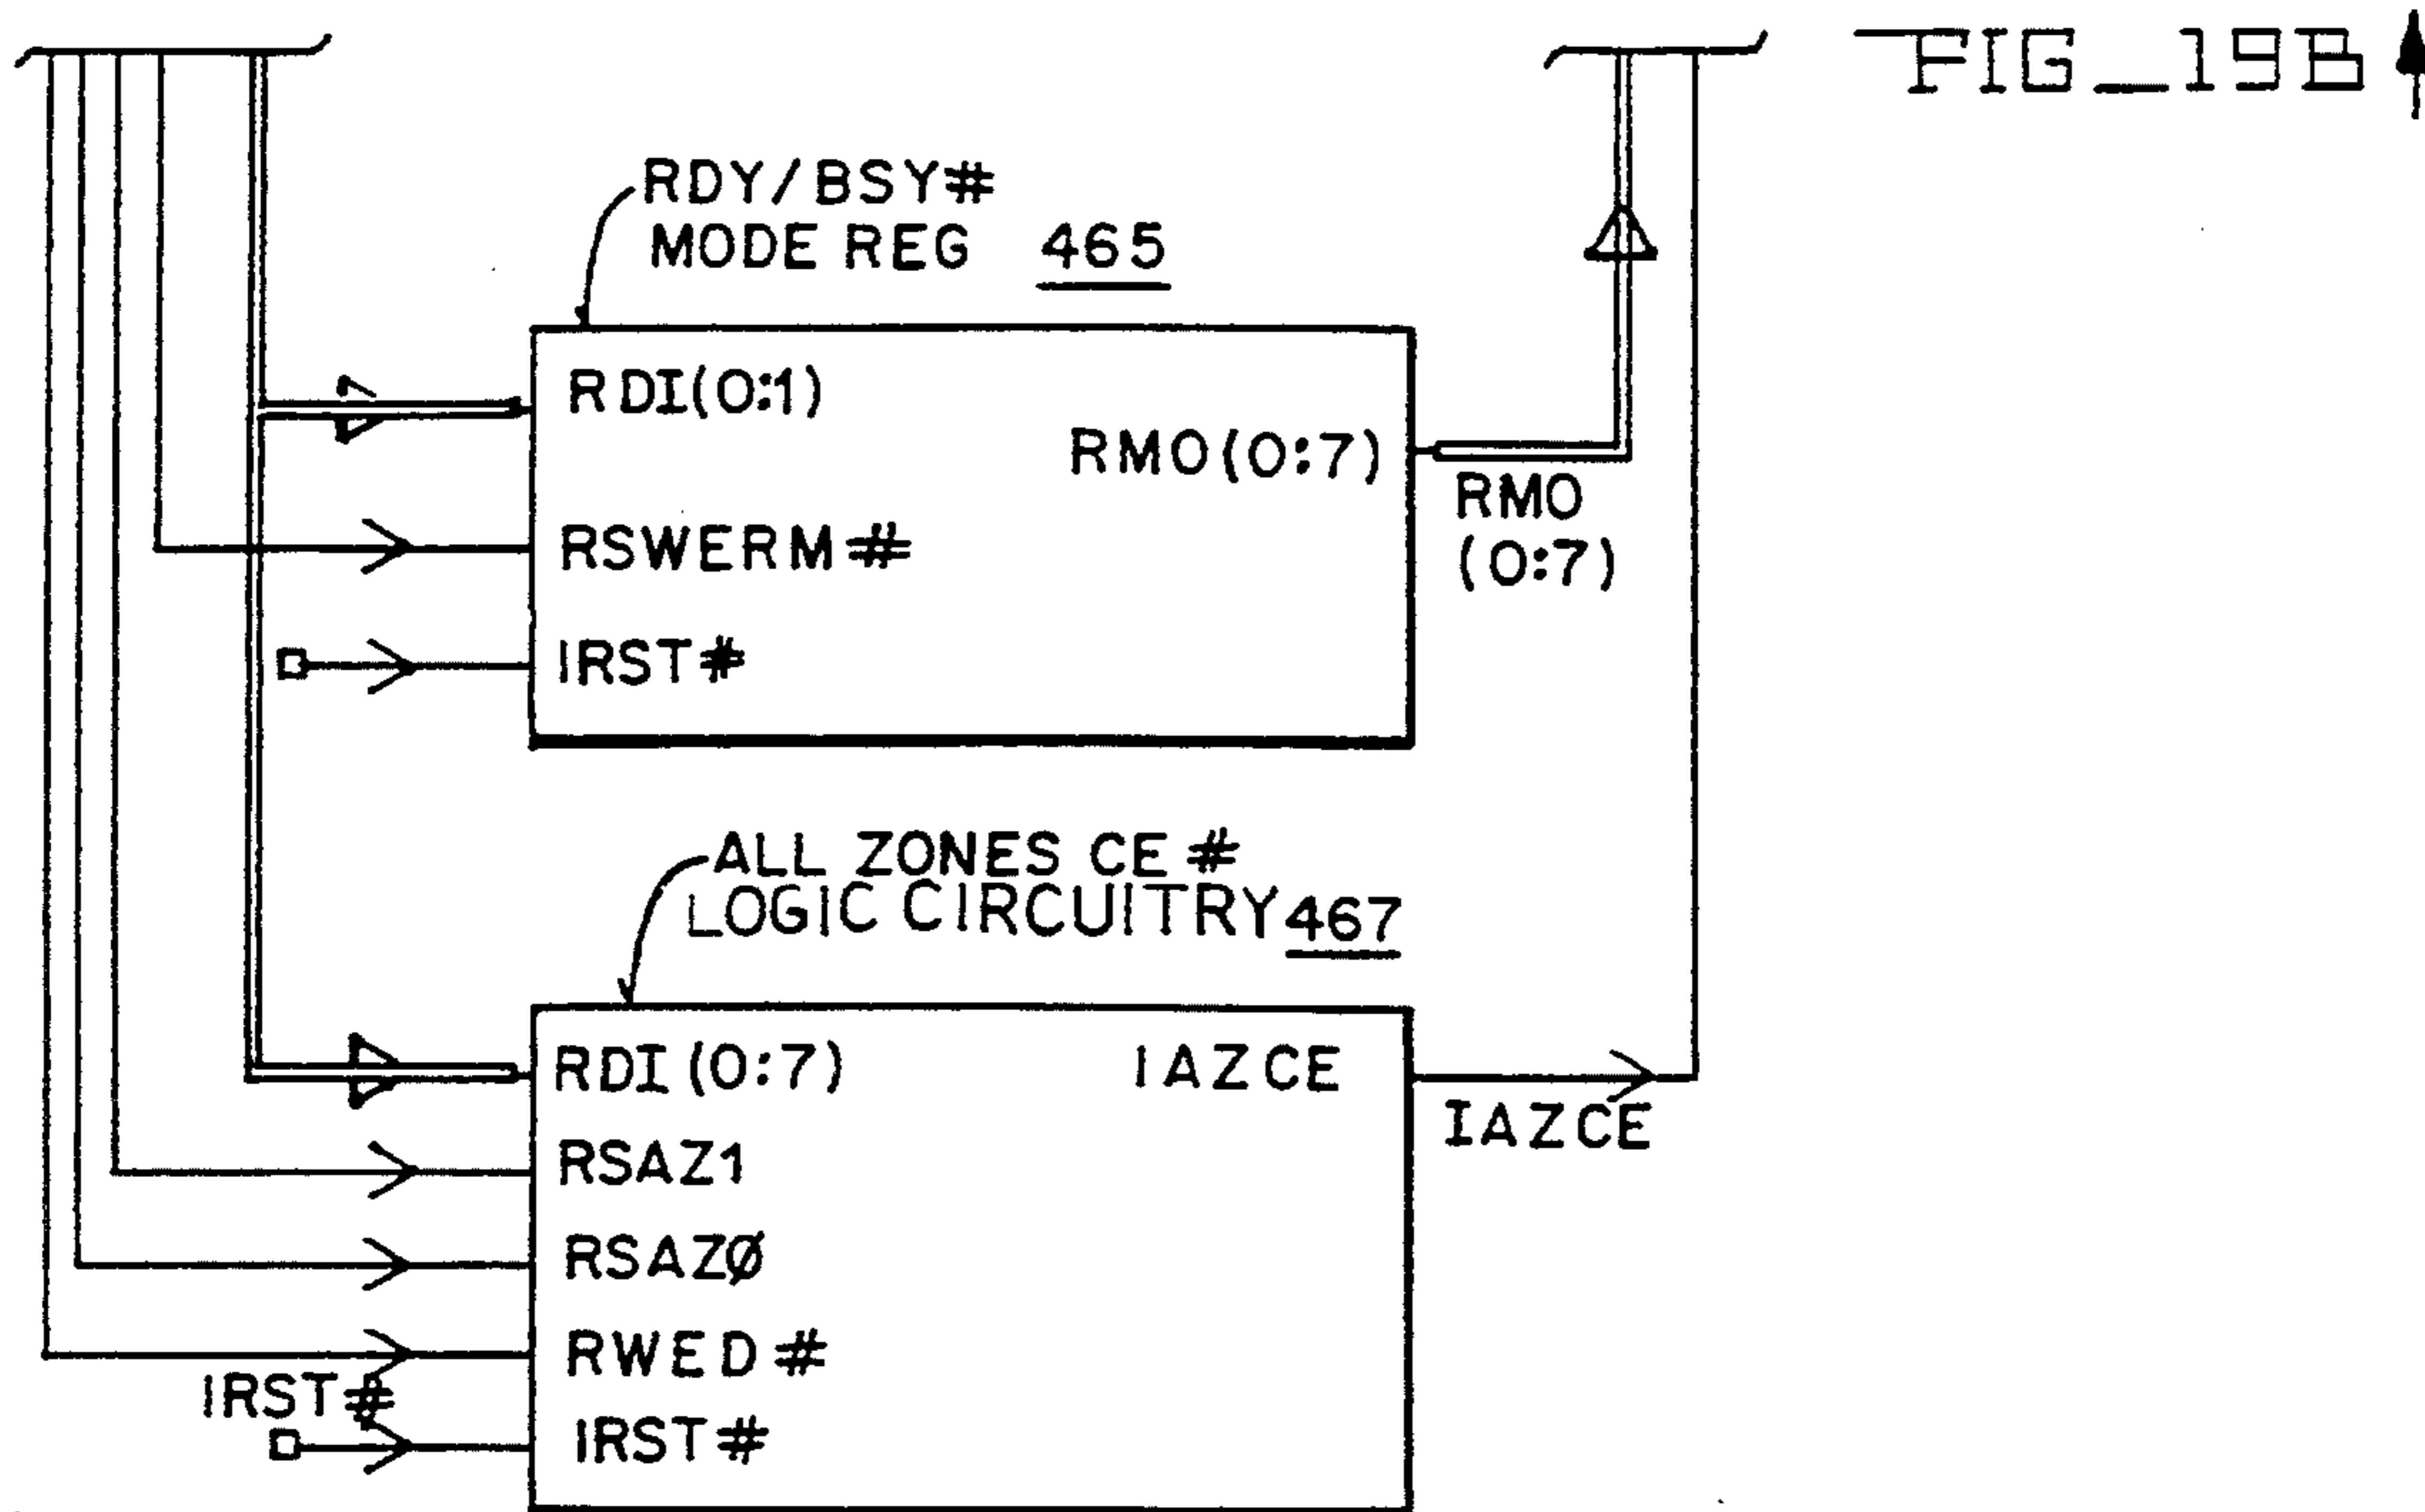 FIG_19B
RDY/BSY#
MODE REG 465
RDI(0:1)
RMO(0:7)
RMO
(0:7)
RSWERM#
IRST#
ALL ZONES CE#
LOGIC CIRCUITRY 467
RDI(0:7)
IAZCE
IAZCE
RSAZ1
RSAZØ
RWED#
IRST#
IRST#